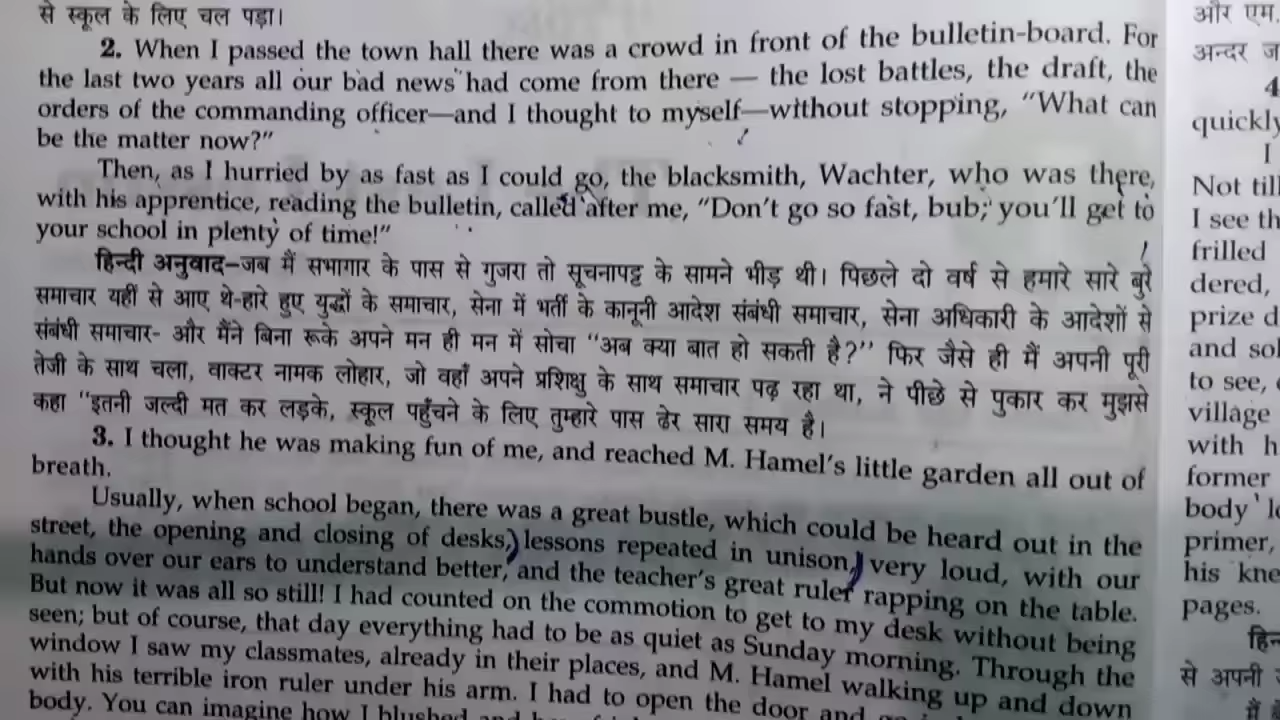 से स्कूल के लिए चल पड़ा।
2. When I passed the town hall there was a crowd in front of the bulletin-board. For
the last two years all our bad news had come from there — the lost battles, the draft, the
orders of the commanding officer—and I thought to myself—without stopping, "What can
be the matter now?"
Then, as I hurried by as fast as I could go, the blacksmith, Wachter, who was there,
with his apprentice, reading the bulletin, called after me, "Don't go so fast, bub; you'll get to
your school in plenty of time!"
हिन्दी अनुवाद–जब मैं सभागार के पास से गुजरा तो सूचनापट्ट के सामने भीड़ थी। पिछले दो वर्ष से हमारे सारे बुरे
समाचार यहीं से आए थे-हारे हुए युद्धों के समाचार, सेना में भर्ती के कानूनी आदेश संबंधी समाचार, सेना अधिकारी के आदेशों से
संबंधी समाचार- और मैंने बिना रूके अपने मन ही मन में सोचा "अब क्या बात हो सकती है?" फिर जैसे ही मैं अपनी पूरी
तेजी के साथ चला, वाक्टर नामक लोहार, जो वहाँ अपने प्रशिक्षु के साथ समाचार पढ़ रहा था, ने पीछे से पुकार कर मुझसे
कहा "इतनी जल्दी मत कर लड़के, स्कूल पहुँचने के लिए तुम्हारे पास ढेर सारा समय है।
3. I thought he was making fun of me, and reached M. Hamel's little garden all out of
breath.
Usually, when school began, there was a great bustle, which could be heard out in the
street, the opening and closing of desks, lessons repeated in unison, very loud, with our
hands over our ears to understand better, and the teacher's great ruler rapping on the table.
But now it was all so still! I had counted on the commotion to get to my desk without being
seen; but of course, that day everything had to be as quiet as Sunday morning. Through the
window I saw my classmates, already in their places, and M. Hamel walking up and down
with his terrible iron ruler under his arm. I had to open the door and
body. You can imagine how I blushed and
और एम
अन्दर
4
quickly
I
Not till
I see th
frilled
dered,
prize d
and sol
to see,
village
with h
former
body
primer,
his kne
pages.
हिन
से अपनी
मैं